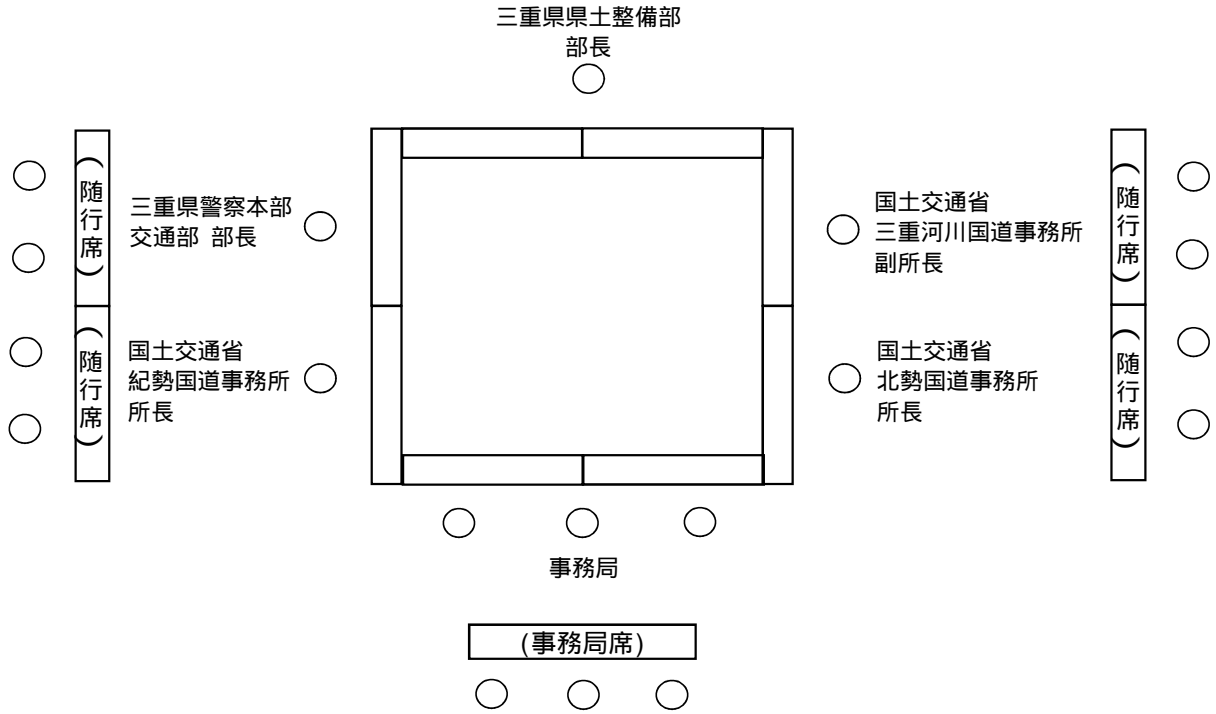 三重県県土整備部
部長
(随行席)
三重県警察本部
交通部 部長
国土交通省
三重河川国道事務所
副所長
(随行席)
(随行席)
国土交通省
紀勢国道事務所
所長
国土交通省
北勢国道事務所
所長
(随行席)
事務局
(事務局席)